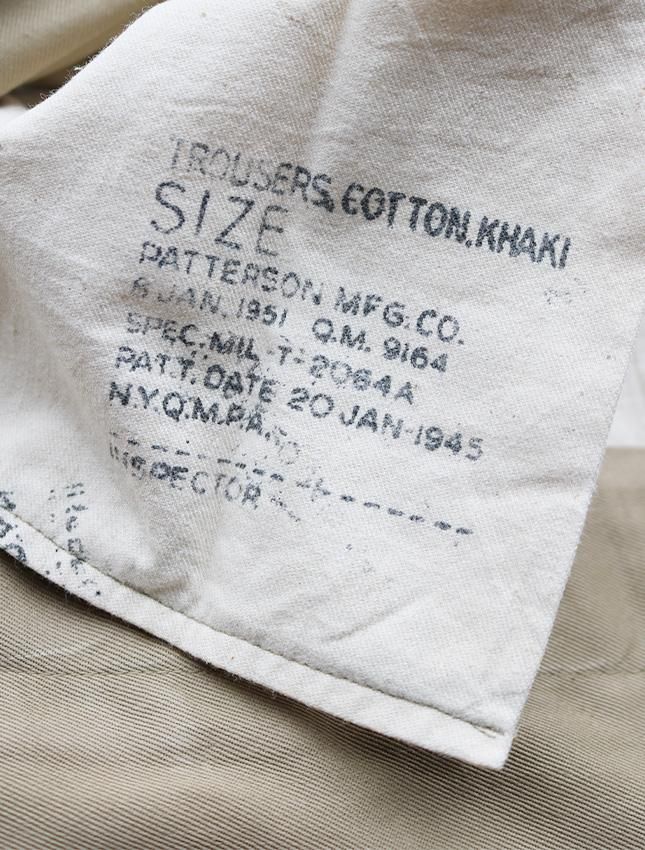 TROUSERS, COTTON, KHAKI
SIZE
PATTERSON MFG. CO.
8 JAN. 1951 Q.M. 9164
SPEC. MIL-T-2064A
PATT. DATE 20 JAN-1945
N.Y.Q.M.P.A.
INSPECTOR